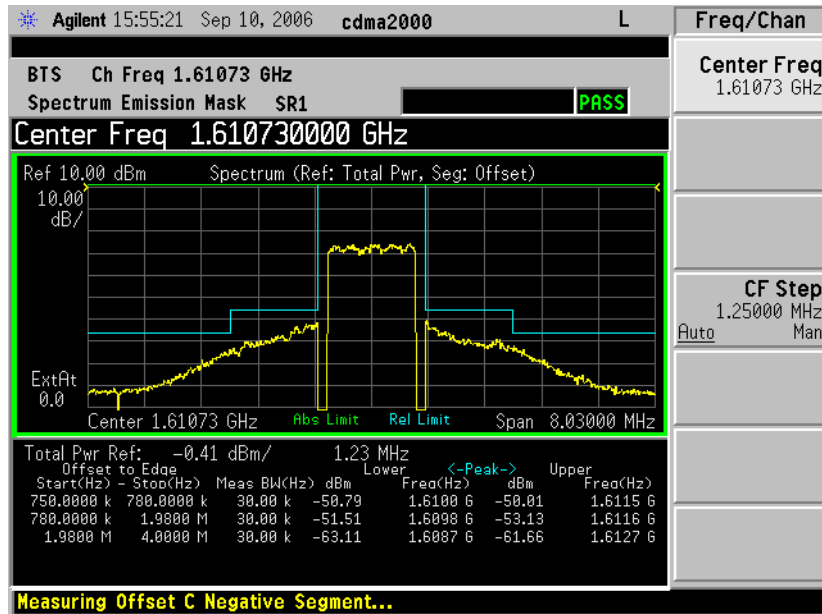 Agilent 15:55:21 Sep 10, 2006 cdma2000 L
Freq/Chan
BTS Ch Freq 1.61073 GHz
Spectrum Emission Mask SR1 PASS
Center Freq 1.610730000 GHz
Ref 10.00 dBm Spectrum (Ref: Total Pwr, Seg: Offset)
10.00
dB/
ExtAt
0.0
Center 1.61073 GHz Abs Limit Rel Limit Span 8.03000 MHz
Total Pwr Ref: -0.41 dBm/ 1.23 MHz
Offset to Edge Lower <-Peak-> Upper
Start(Hz) - Stop(Hz) Meas BW(Hz) dBm Freq(Hz) dBm Freq(Hz)
750.0000 k 780.0000 k 30.00 k -50.79 1.6100 G -50.01 1.6115 G
780.0000 k 1.9800 M 30.00 k -51.51 1.6098 G -53.13 1.6116 G
1.9800 M 4.0000 M 30.00 k -63.11 1.6087 G -61.66 1.6127 G
Measuring Offset C Negative Segment...
Center Freq
1.61073 GHz
CF Step
1.25000 MHz
Auto Man